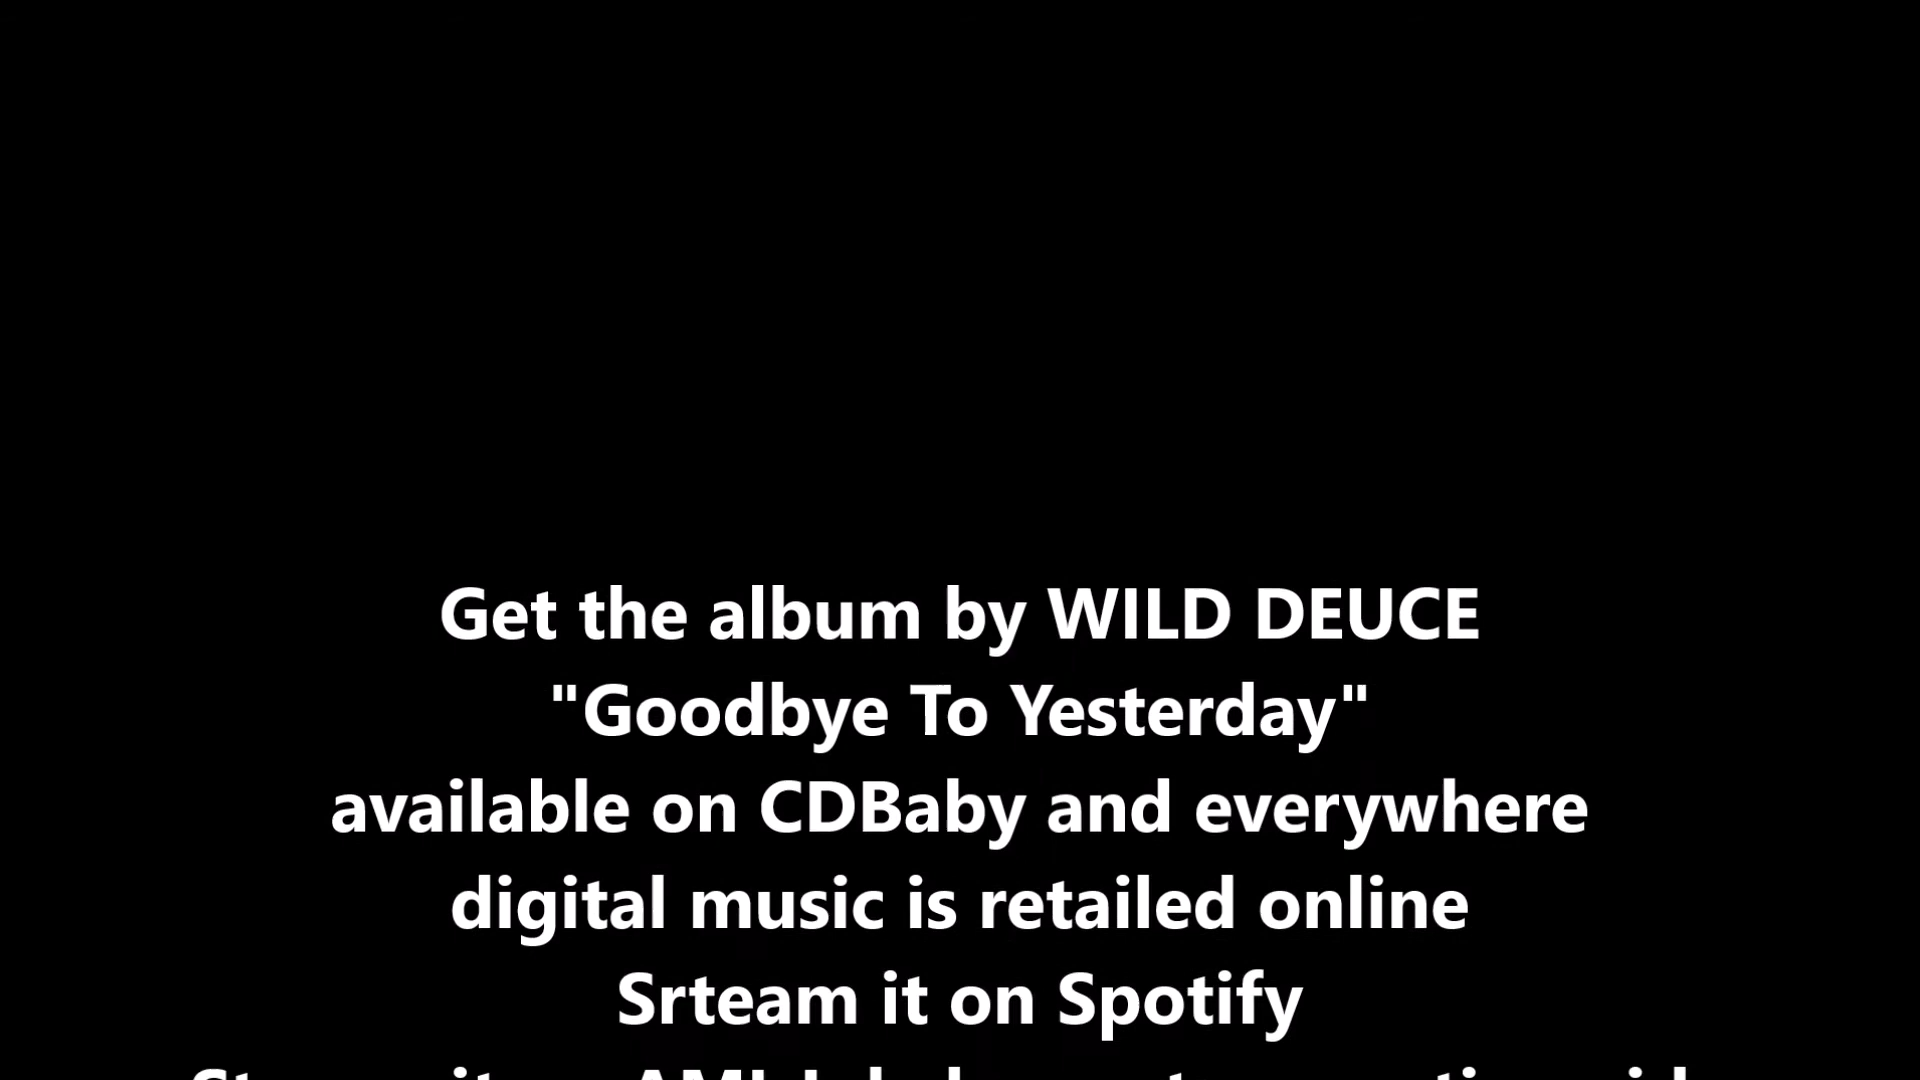 Get the album by WILD DEUCE
"Goodbye To Yesterday"
available on CDBaby and everywhere
digital music is retailed online
Srteam it on Spotify